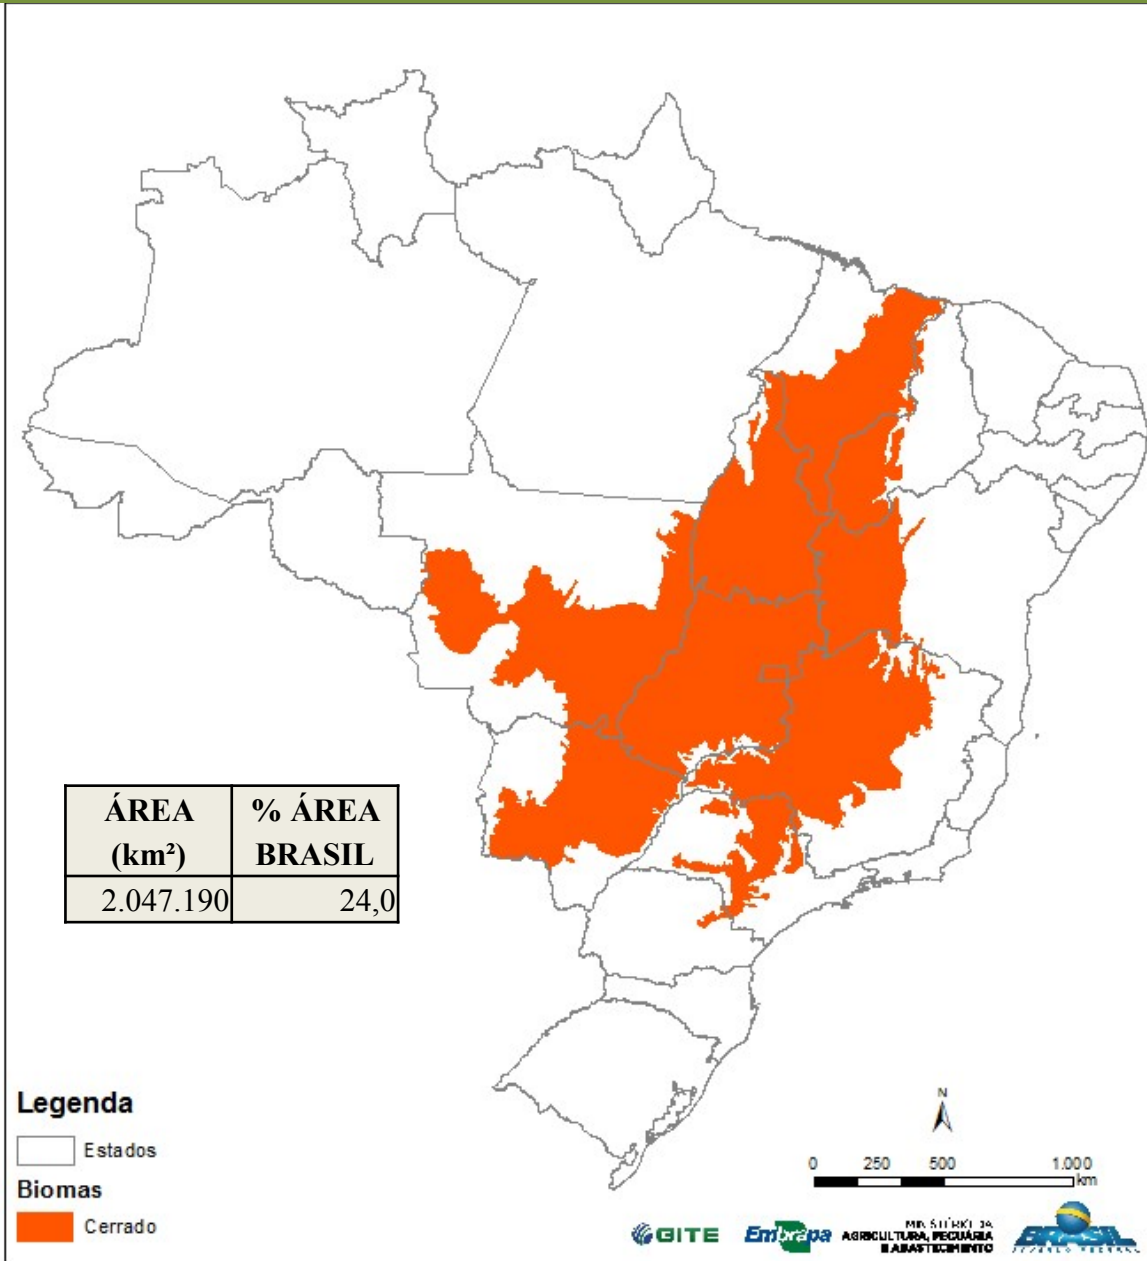 ÁREA
(km²)
% ÁREA
BRASIL
2.047.190
24,0
Legenda
Estados
Biomas
Cerrado
N
0 250 500 1.000
km
GITE
Embrapa
MINISTÉRIO DA
AGRICULTURA, PECUÁRIA
E ABASTECIMENTO
BRASIL